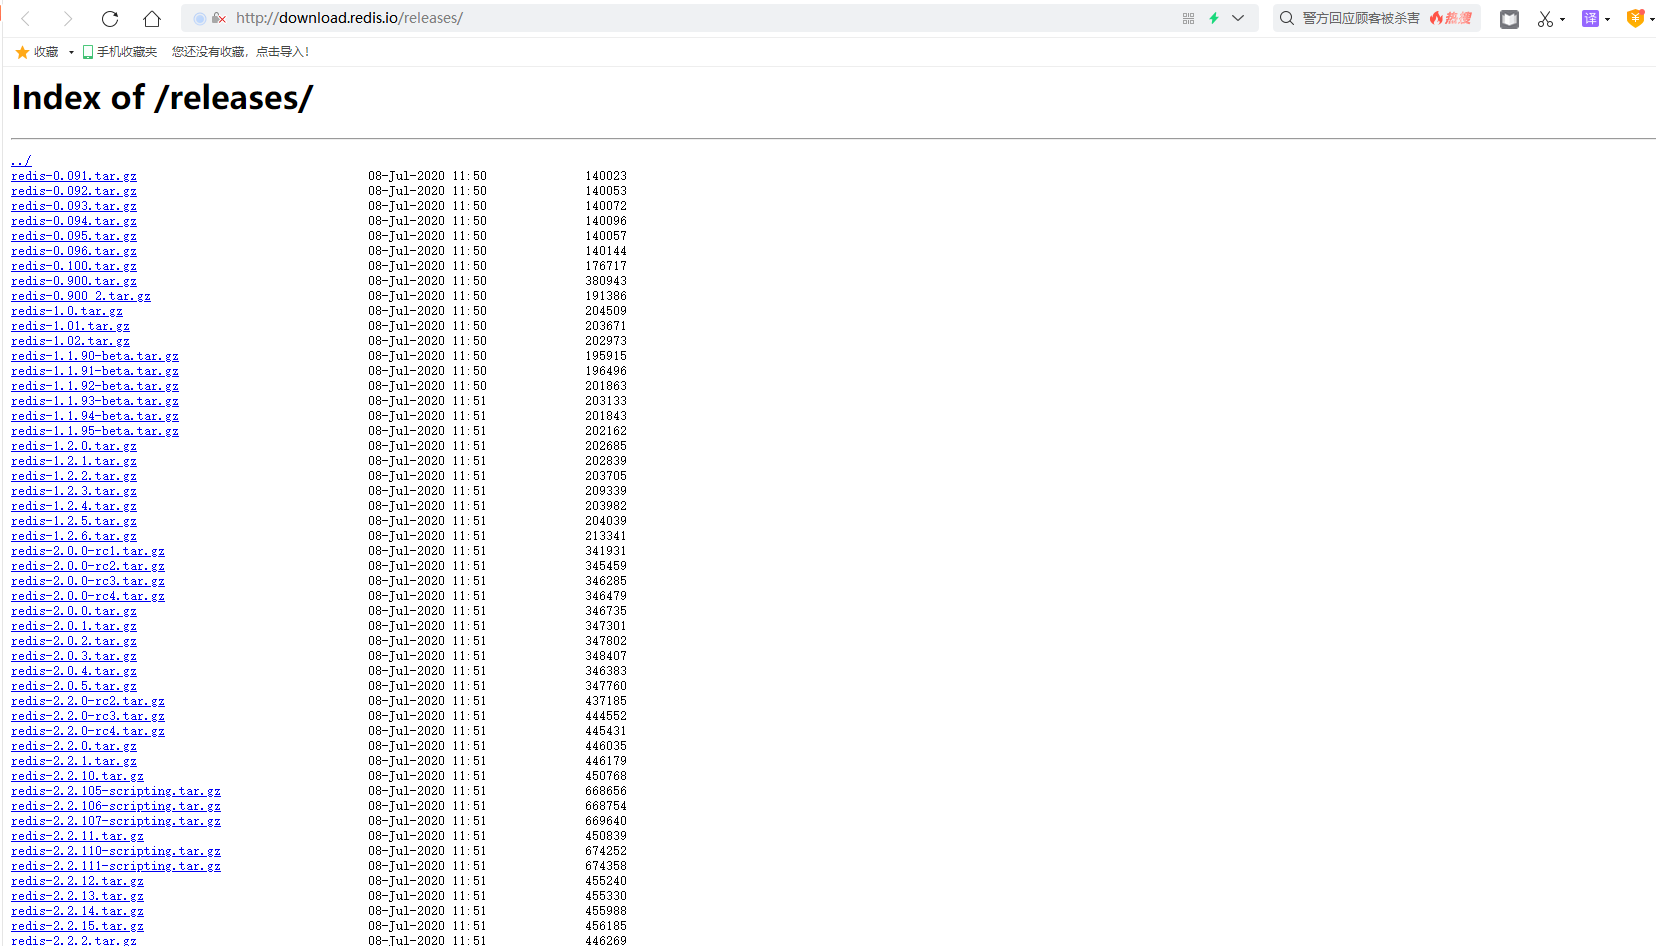 http://download.redis.io/releases/ 警方回应顾客被杀害 热搜 译
收藏 手机收藏夹 您还没有收藏，点击导入！
Index of /releases/
../
redis-0.091.tar.gz 08-Jul-2020 11:50 140023
redis-0.092.tar.gz 08-Jul-2020 11:50 140053
redis-0.093.tar.gz 08-Jul-2020 11:50 140072
redis-0.094.tar.gz 08-Jul-2020 11:50 140096
redis-0.095.tar.gz 08-Jul-2020 11:50 140057
redis-0.096.tar.gz 08-Jul-2020 11:50 140144
redis-0.100.tar.gz 08-Jul-2020 11:50 176717
redis-0.900.tar.gz 08-Jul-2020 11:50 380943
redis-0.900_2.tar.gz 08-Jul-2020 11:50 191386
redis-1.0.tar.gz 08-Jul-2020 11:50 204509
redis-1.01.tar.gz 08-Jul-2020 11:50 203671
redis-1.02.tar.gz 08-Jul-2020 11:50 202973
redis-1.1.90-beta.tar.gz 08-Jul-2020 11:50 195915
redis-1.1.91-beta.tar.gz 08-Jul-2020 11:50 196496
redis-1.1.92-beta.tar.gz 08-Jul-2020 11:50 201863
redis-1.1.93-beta.tar.gz 08-Jul-2020 11:51 203133
redis-1.1.94-beta.tar.gz 08-Jul-2020 11:51 201843
redis-1.1.95-beta.tar.gz 08-Jul-2020 11:51 202162
redis-1.2.0.tar.gz 08-Jul-2020 11:51 202685
redis-1.2.1.tar.gz 08-Jul-2020 11:51 202839
redis-1.2.2.tar.gz 08-Jul-2020 11:51 203705
redis-1.2.3.tar.gz 08-Jul-2020 11:51 209339
redis-1.2.4.tar.gz 08-Jul-2020 11:51 203982
redis-1.2.5.tar.gz 08-Jul-2020 11:51 204039
redis-1.2.6.tar.gz 08-Jul-2020 11:51 213341
redis-2.0.0-rc1.tar.gz 08-Jul-2020 11:51 341931
redis-2.0.0-rc2.tar.gz 08-Jul-2020 11:51 345459
redis-2.0.0-rc3.tar.gz 08-Jul-2020 11:51 346285
redis-2.0.0-rc4.tar.gz 08-Jul-2020 11:51 346479
redis-2.0.0.tar.gz 08-Jul-2020 11:51 346735
redis-2.0.1.tar.gz 08-Jul-2020 11:51 347301
redis-2.0.2.tar.gz 08-Jul-2020 11:51 347802
redis-2.0.3.tar.gz 08-Jul-2020 11:51 348407
redis-2.0.4.tar.gz 08-Jul-2020 11:51 346383
redis-2.0.5.tar.gz 08-Jul-2020 11:51 347760
redis-2.2.0-rc2.tar.gz 08-Jul-2020 11:51 437185
redis-2.2.0-rc3.tar.gz 08-Jul-2020 11:51 444552
redis-2.2.0-rc4.tar.gz 08-Jul-2020 11:51 445431
redis-2.2.0.tar.gz 08-Jul-2020 11:51 446035
redis-2.2.1.tar.gz 08-Jul-2020 11:51 446179
redis-2.2.10.tar.gz 08-Jul-2020 11:51 450768
redis-2.2.105-scripting.tar.gz 08-Jul-2020 11:51 668656
redis-2.2.106-scripting.tar.gz 08-Jul-2020 11:51 668754
redis-2.2.107-scripting.tar.gz 08-Jul-2020 11:51 669640
redis-2.2.11.tar.gz 08-Jul-2020 11:51 450839
redis-2.2.110-scripting.tar.gz 08-Jul-2020 11:51 674252
redis-2.2.111-scripting.tar.gz 08-Jul-2020 11:51 674358
redis-2.2.12.tar.gz 08-Jul-2020 11:51 455240
redis-2.2.13.tar.gz 08-Jul-2020 11:51 455330
redis-2.2.14.tar.gz 08-Jul-2020 11:51 455988
redis-2.2.15.tar.gz 08-Jul-2020 11:51 456185
redis-2.2.2.tar.gz 08-Jul-2020 11:51 446269